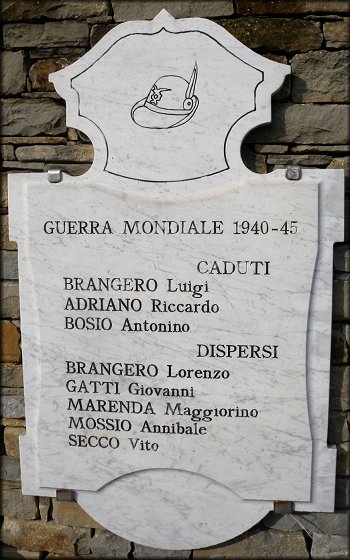 GUERRA MONDIALE 1940-45
CADUTI
BRANGERO Luigi
ADRIANO Riccardo
BOSIO Antonino
DISPERSI
BRANGERO Lorenzo
GATTI Giovanni
MARENDA Maggiorino
MOSSIO Annibale
SECCO Vito